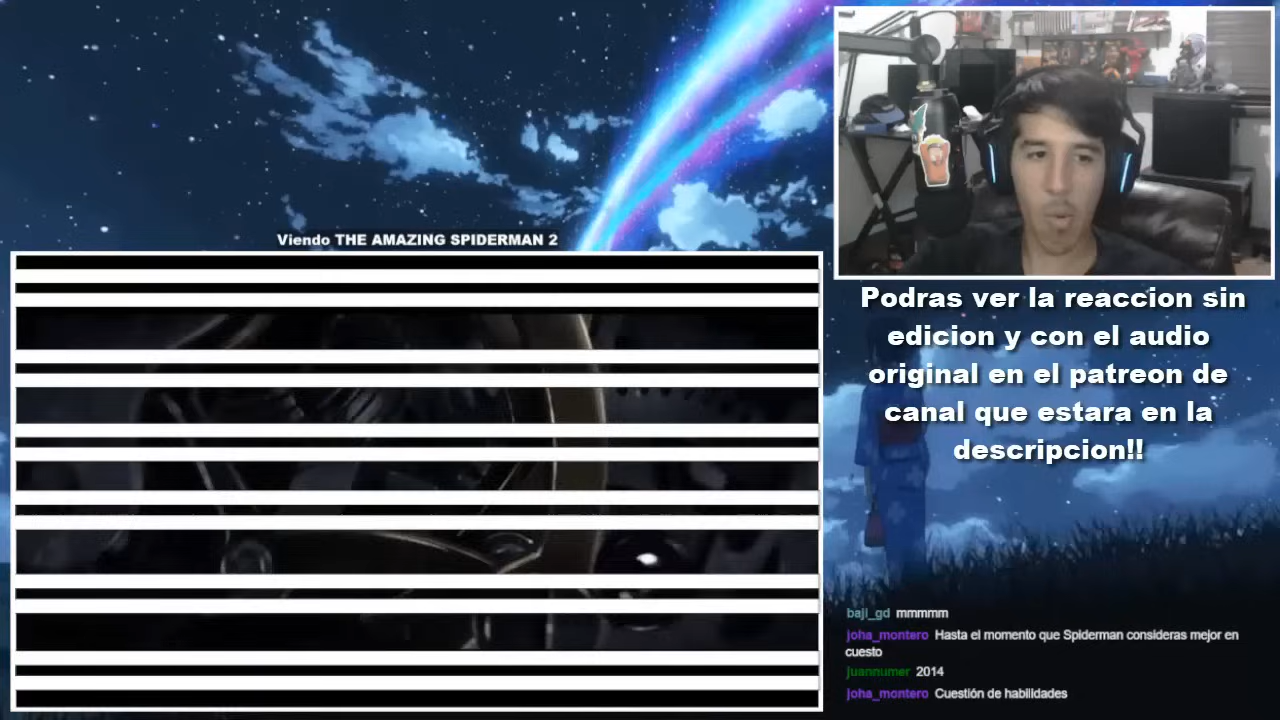 Viendo THE AMAZING SPIDERMAN 2
Podras ver la reaccion sin
edicion y con el audio
original en el patreon de
canal que estara en la
descripcion!!
baji_gd mmmmm
joha_montero Hasta el momento que Spiderman consideras mejor en
cuesto
juannumer 2014
joha_montero Cuestión de habilidades